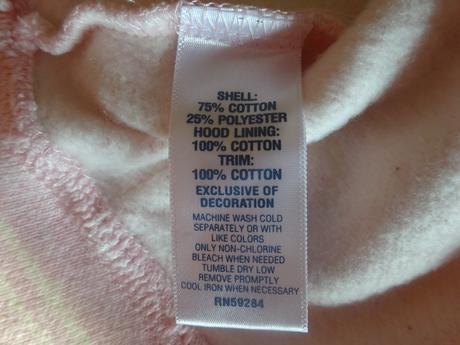 SHELL:
75% COTTON
25% POLYESTER
HOOD LINING:
100% COTTON
TRIM:
100% COTTON
EXCLUSIVE OF
DECORATION
MACHINE WASH COLD
SEPARATELY OR WITH
LIKE COLORS
ONLY NON-CHLORINE
BLEACH WHEN NEEDED
TUMBLE DRY LOW
REMOVE PROMPTLY
COOL IRON WHEN NECESSARY
RN59284